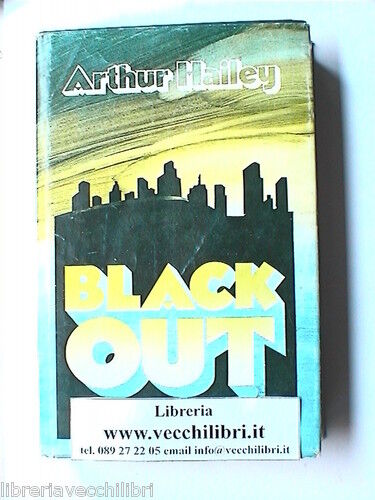 Arthur Hailey
BLACK
OUT
Libreria
www.vecchilibri.it
tel. 089 27 22 05 email info@vecchilibri.it
libreriavecchilibri